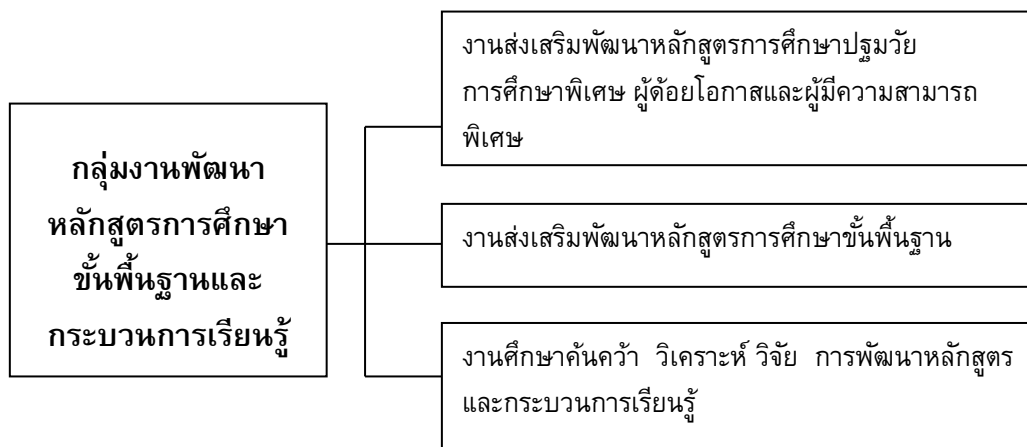 กลุ่มงานพัฒนา
หลักสูตรการศึกษา
ขั้นพื้นฐานและ
กระบวนการเรียนรู้
งานส่งเสริมพัฒนาหลักสูตรการศึกษาปฐมวัย
การศึกษาพิเศษ ผู้ด้อยโอกาสและผู้มีความสามารถ
พิเศษ
งานส่งเสริมพัฒนาหลักสูตรการศึกษาขั้นพื้นฐาน
งานศึกษาค้นคว้า วิเคราะห์ วิจัย การพัฒนาหลักสูตร
และกระบวนการเรียนรู้